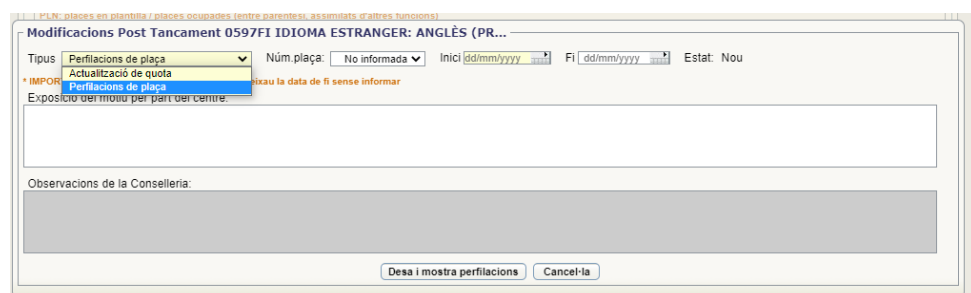 PLN: places en plantilla / places ocupades (entre parèntesi, assimilats d'altres funcions)
Modificacions Post Tancament 0597FI IDIOMA ESTRANGER: ANGLÈS (PR...
Tipus Perfilacions de plaça Núm.plaça: No informada Inici dd/mm/yyyy Fi dd/mm/yyyy Estat: Nou
Actualització de quota
Perfilacions de plaça
* IMPOR la data de fi sense informar
Exposició del motiu per part del centre:
Observacions de la Conselleria:
Desa i mostra perfilacions Cancel·la